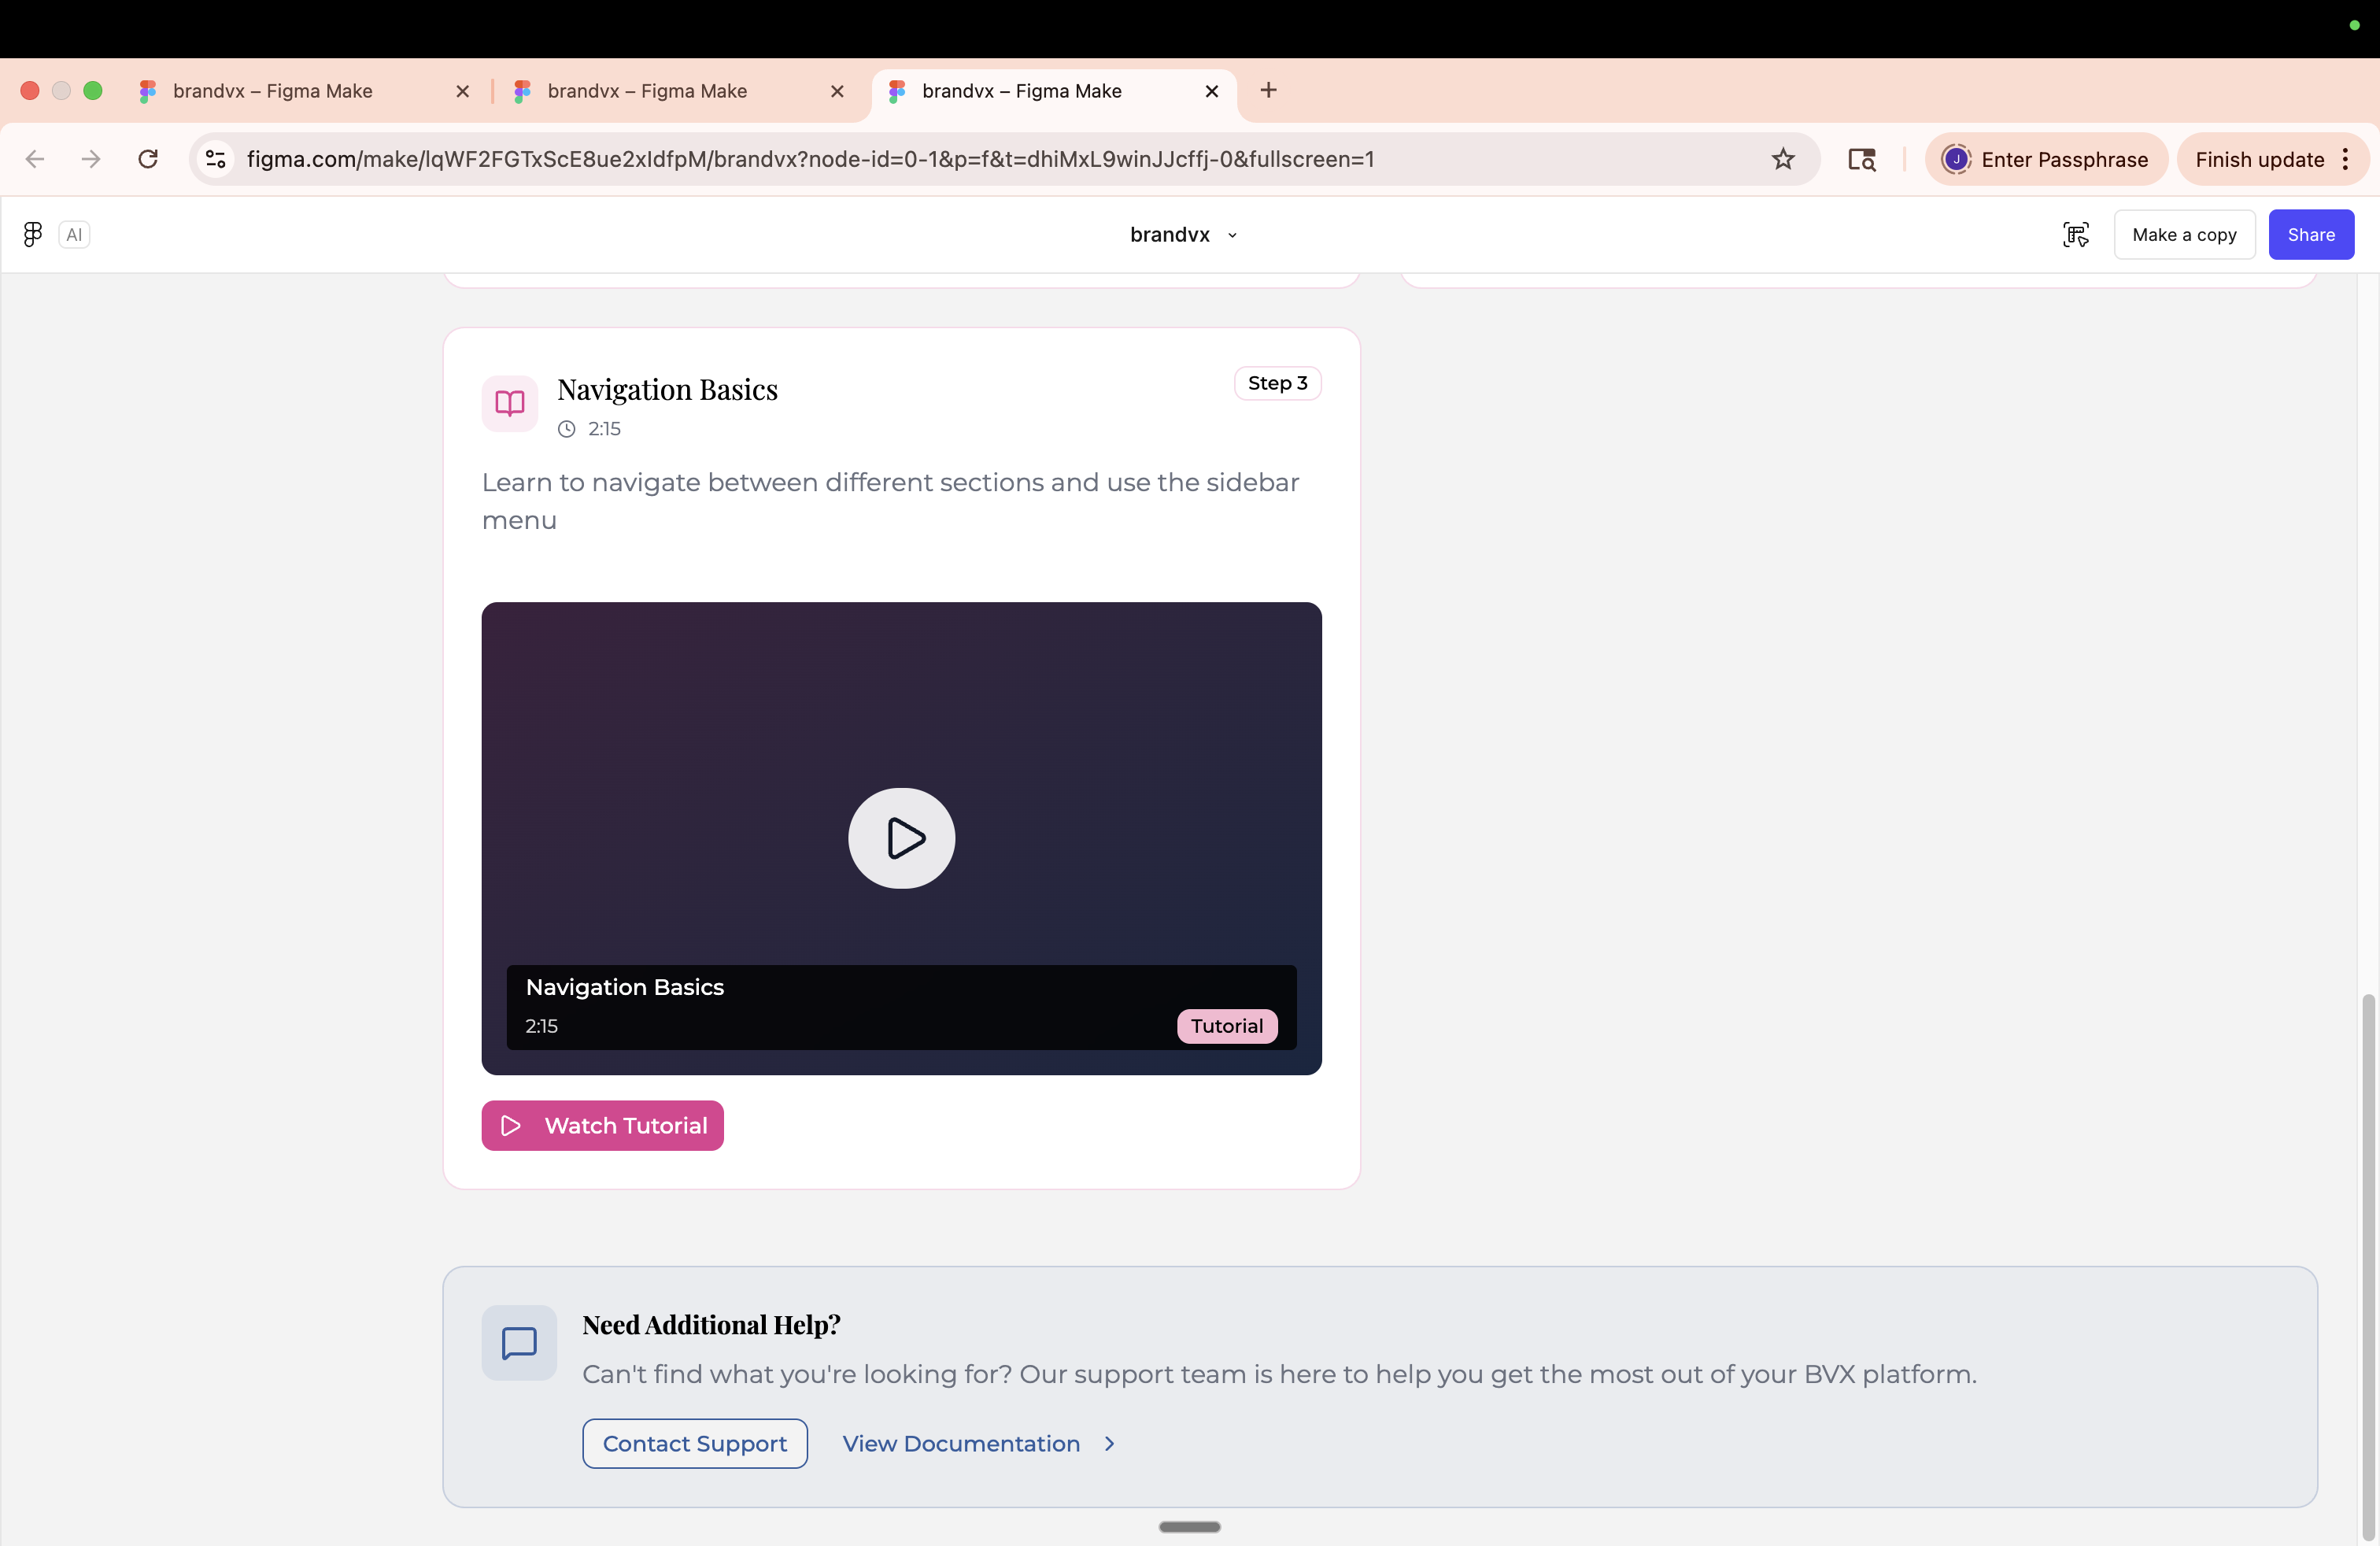 brandvx – Figma Make
brandvx – Figma Make
brandvx – Figma Make
figma.com/make/lqWF2FGTxScE8ue2xIdfpM/brandvx?node-id=0-1&p=f&t=dhiMxL9winJJcffj-0&fullscreen=1
J
Enter Passphrase
Finish update
AI
brandvx
Make a copy
Share
Navigation Basics
Step 3
2:15
Learn to navigate between different sections and use the sidebar
menu
Navigation Basics
2:15
Tutorial
Watch Tutorial
Need Additional Help?
Can't find what you're looking for? Our support team is here to help you get the most out of your BVX platform.
Contact Support
View Documentation